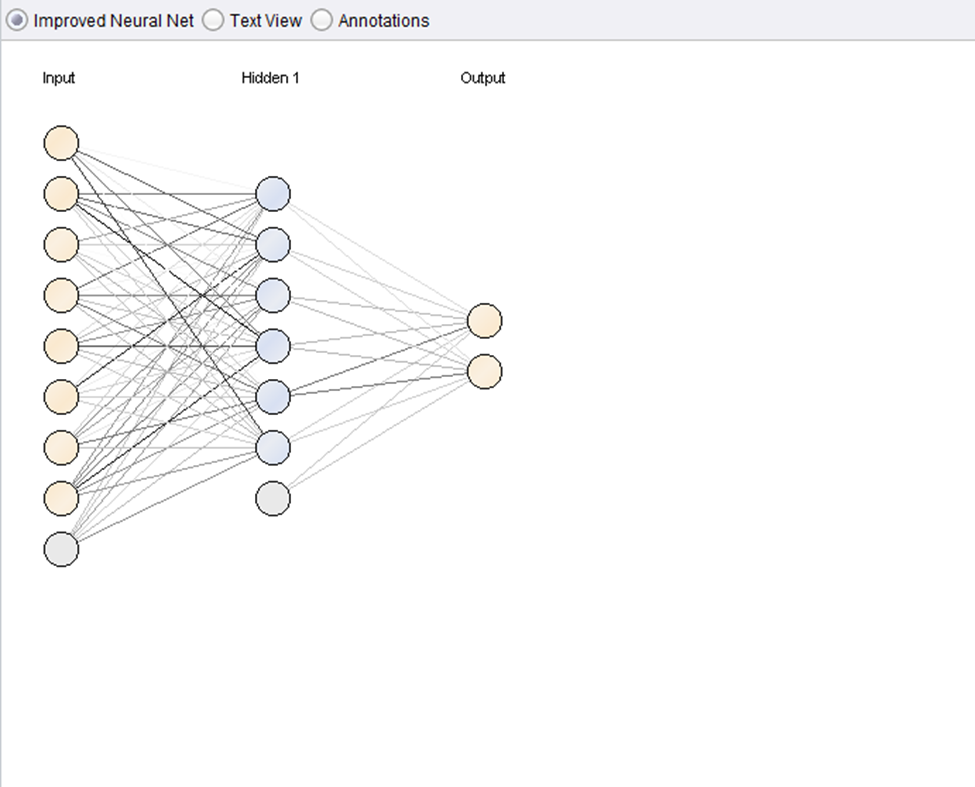 Improved Neural Net Text View Annotations
Input Hidden 1 Output